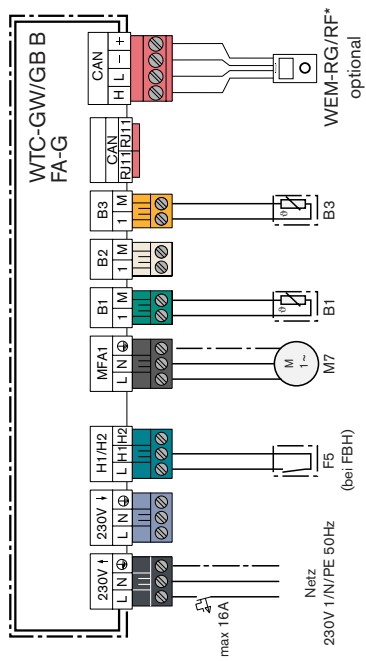 WTC-GW/GB B
FA-G
230V ↑
L N ⏚
230V ↓
L N ⏚
H1/H2
L H1 H2
MFA1
L N ⏚
B1
1 M
B2
1 M
B3
1 M
CAN
RJ11 RJ11
CAN
H L − +
max 16A
Netz
230V 1/N/PE 50Hz
F5
(bei FBH)
M
1~
M7
ϑ
B1
ϑ
B3
WEM-RG/RF*
optional